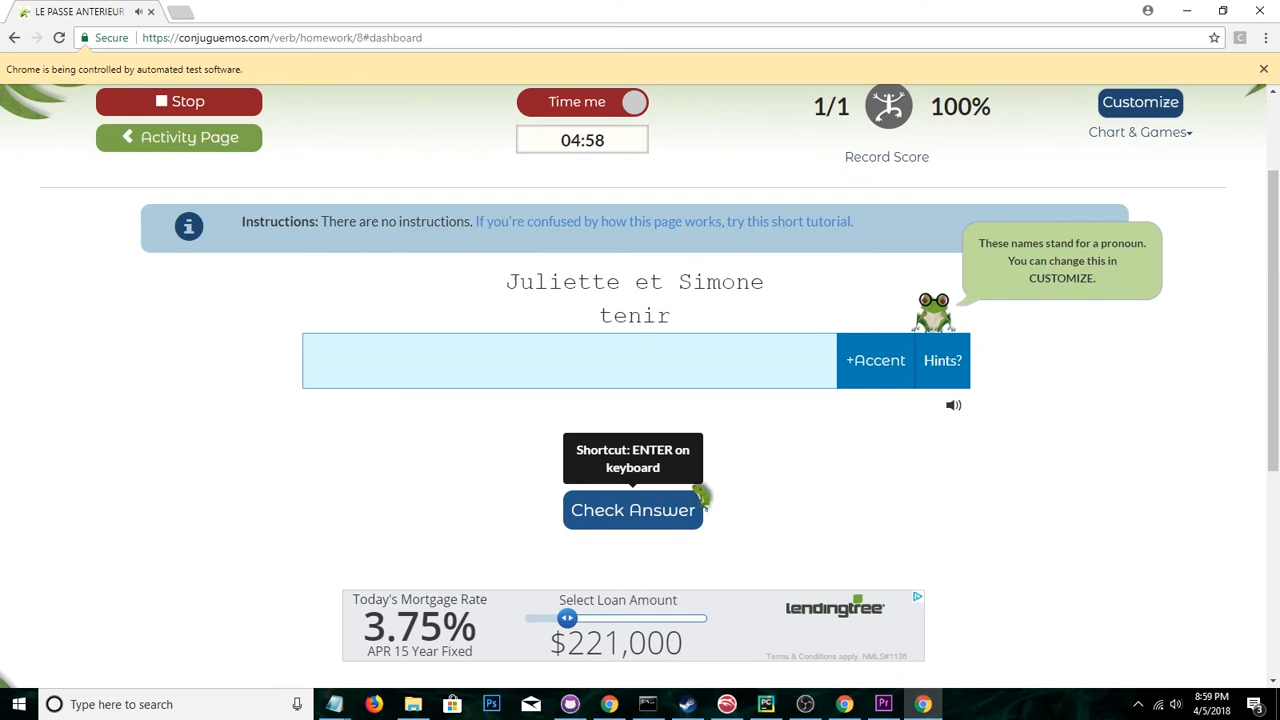 LE PASSE ANTERIEUR
Secure
https://conjuguemos.com/verb/homework/8#dashboard
Chrome is being controlled by automated test software.
Stop
Time me
1/1
100%
Customize
Activity Page
04:58
Chart & Games
Record Score
Instructions: There are no instructions. If you're confused by how this page works, try this short tutorial.
These names stand for a pronoun.
You can change this in
CUSTOMIZE.
Juliette et Simone
tenir
+Accent
Hints?
Shortcut: ENTER on
keyboard
Check Answer
Today's Mortgage Rate
3.75%
APR 15 Year Fixed
Select Loan Amount
$221,000
lendingtree
Terms & Conditions apply. NMLS#1136
Type here to search
8:59 PM
4/5/2018